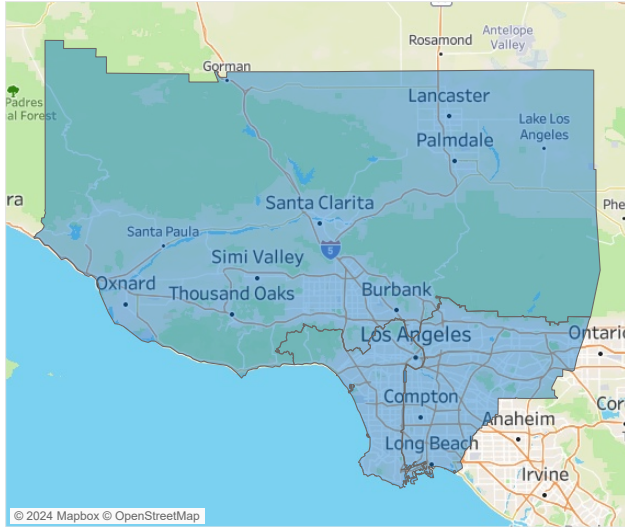 Rosamond
Antelope
Valley
Gorman
Padres
al Forest
Lancaster
Lake Los
Angeles
Palmdale
ra
Santa Clarita
Phe
Santa Paula
5
Simi Valley
Oxnard
Thousand Oaks
Burbank
Los Angeles
Ontario
Compton
Cor
Anaheim
Long Beach
Irvine
© 2024 Mapbox © OpenStreetMap